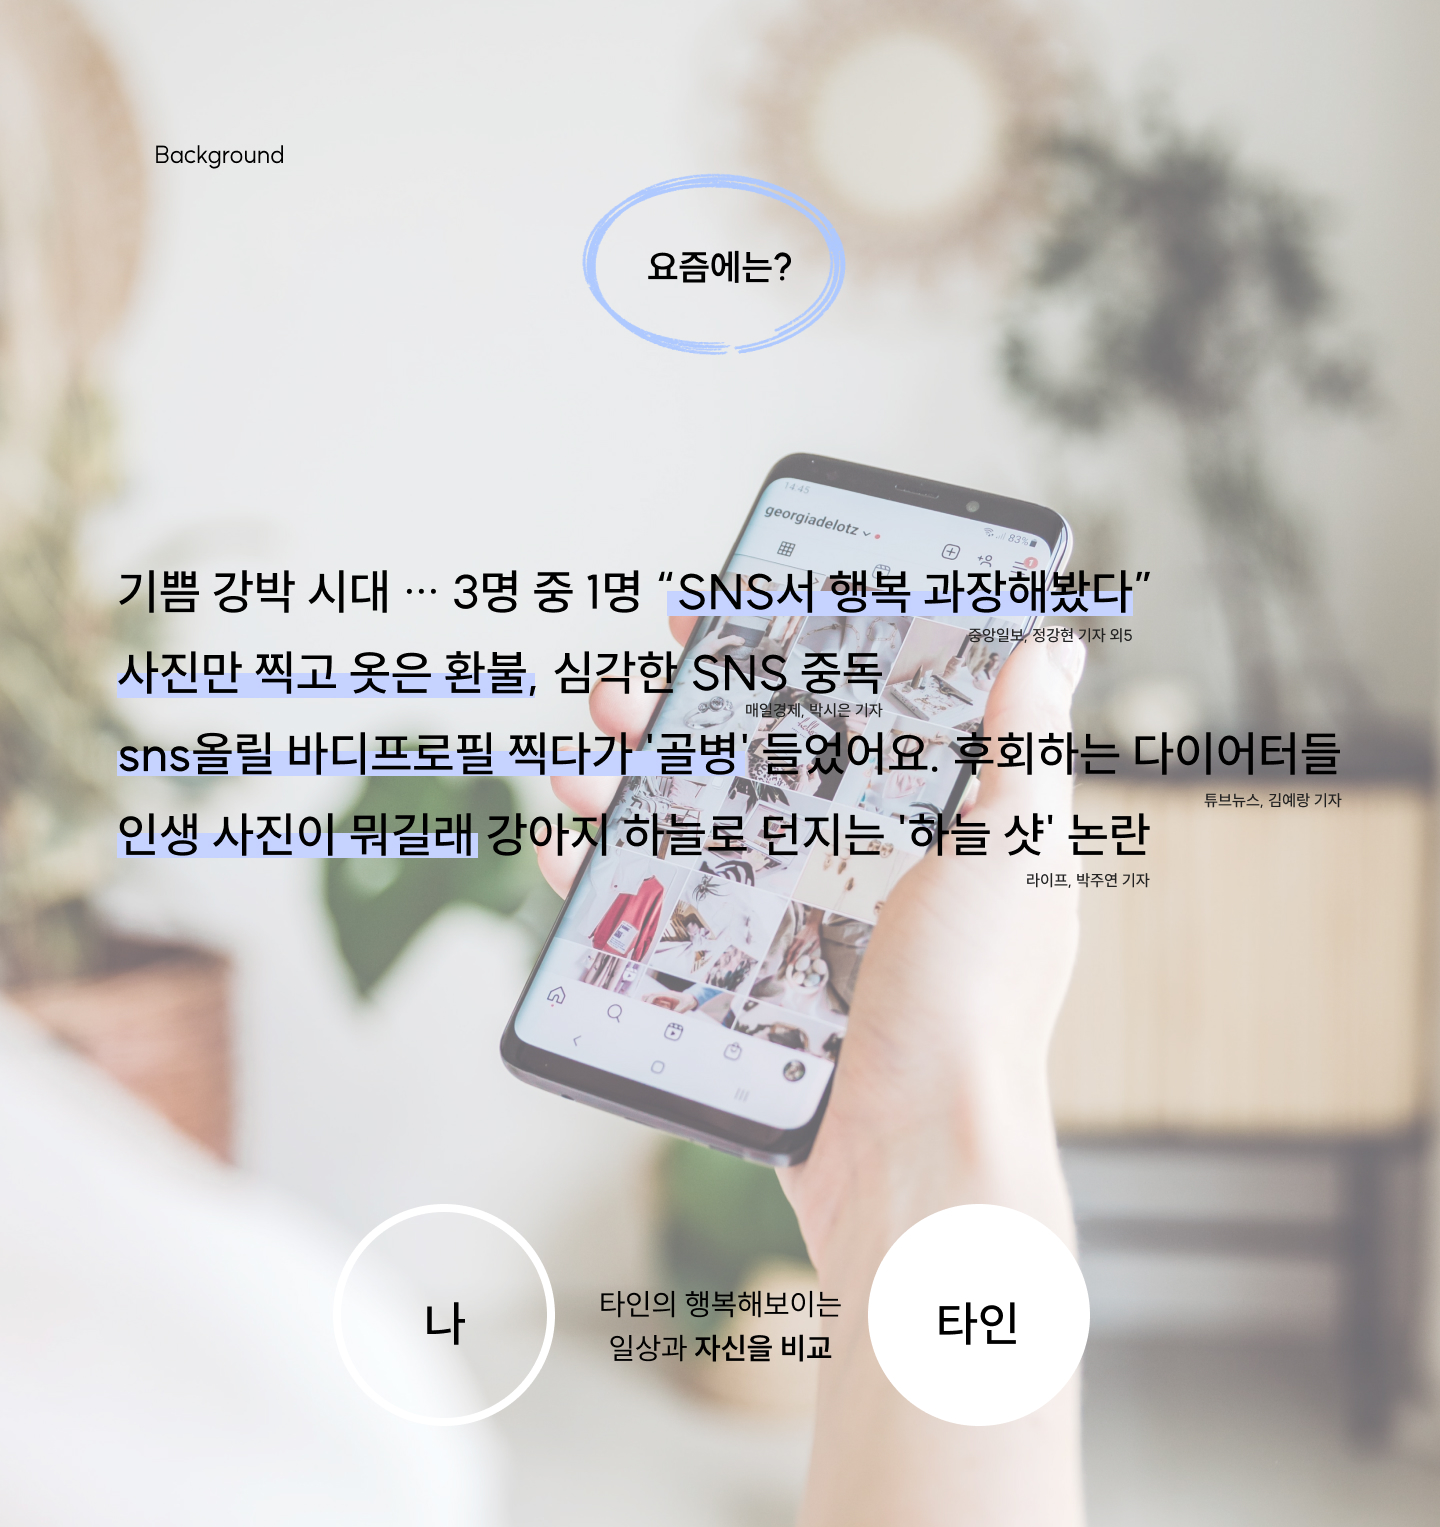 Background
요즘에는?
14:45
83%
georgiadelotz
기쁨 강박 시대 … 3명 중 1명 “SNS서 행복 과장해봤다”
중앙일보, 정강현 기자 외5
사진만 찍고 옷은 환불, 심각한 SNS 중독
매일경제, 박시은 기자
sns올릴 바디프로필 찍다가 '골병' 들었어요. 후회하는 다이어터들
튜브뉴스, 김예랑 기자
인생 사진이 뭐길래 강아지 하늘로 던지는 '하늘 샷' 논란
라이프, 박주연 기자
나
타인의 행복해보이는
일상과 자신을 비교
타인